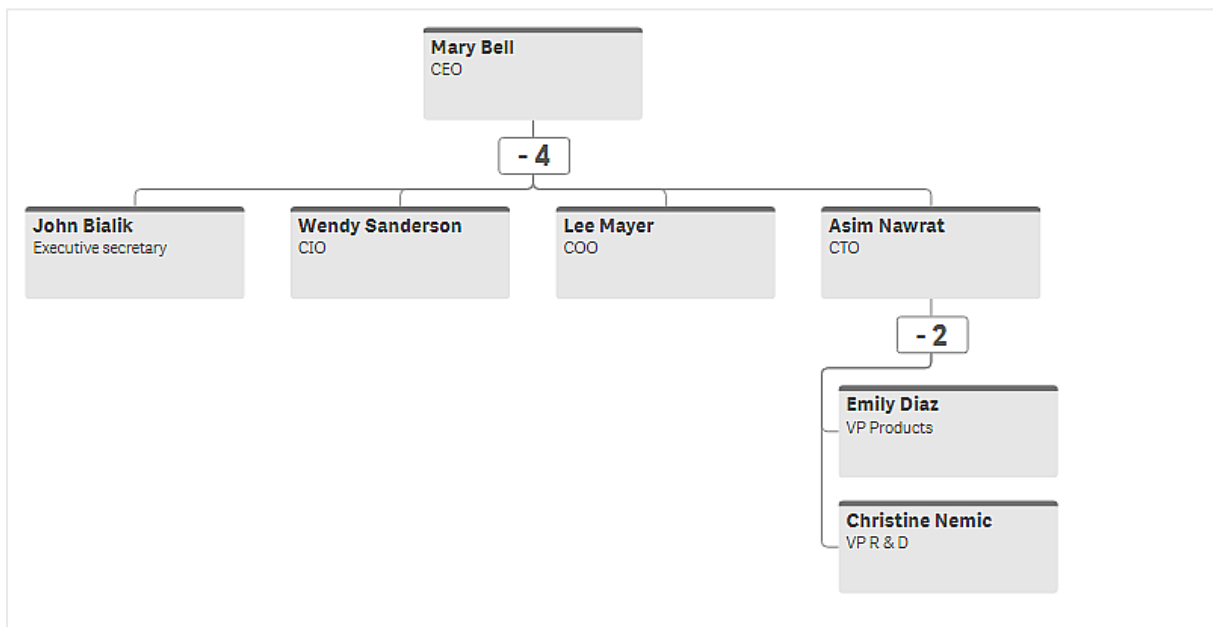 Mary Bell
CEO
- 4
John Bialik
Executive secretary
Wendy Sanderson
CIO
Lee Mayer
COO
Asim Nawrat
CTO
- 2
Emily Diaz
VP Products
Christine Nemic
VP R & D